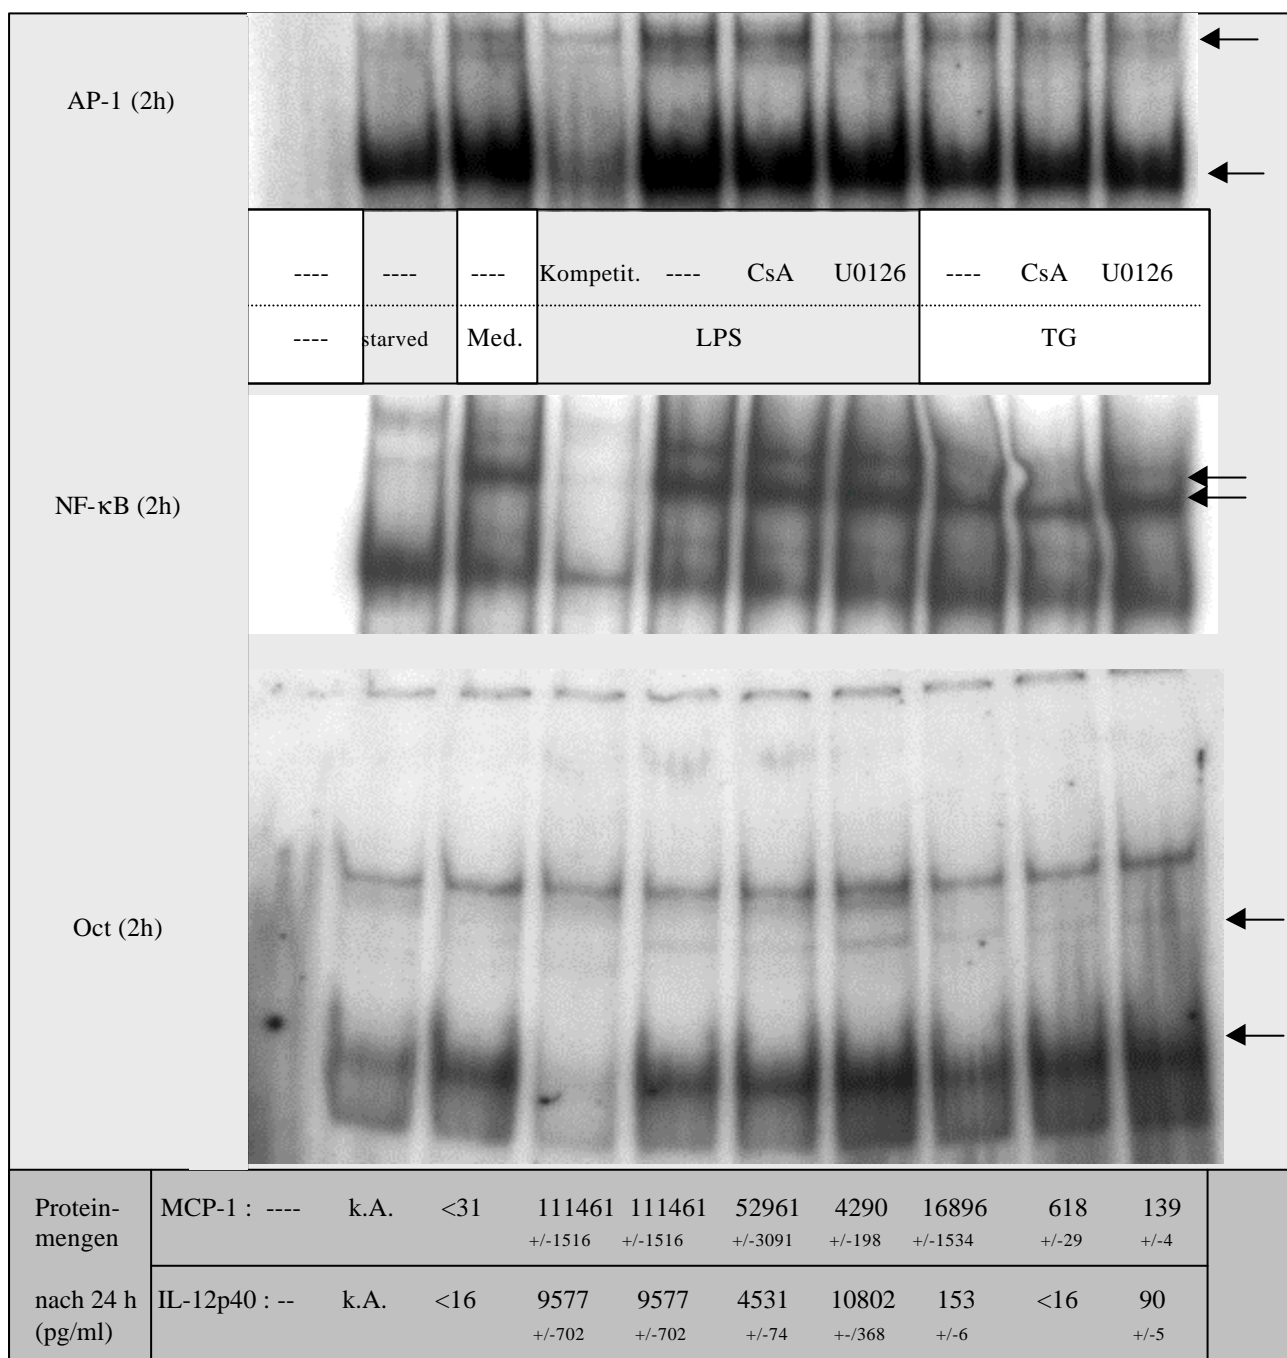 AP-1 (2h)
---- ---- ---- Kompetit. ---- CsA U0126 ---- CsA U0126
---- starved Med. LPS TG
NF-κB (2h)
Oct (2h)
Protein- MCP-1 : ---- k.A. <31 111461 111461 52961 4290 16896 618 139
mengen +/-1516 +/-1516 +/-3091 +/-198 +/-1534 +/-29 +/-4
nach 24 h IL-12p40 : -- k.A. <16 9577 9577 4531 10802 153 <16 90
(pg/ml) +/-702 +/-702 +/-74 +-/368 +/-6 +/-5